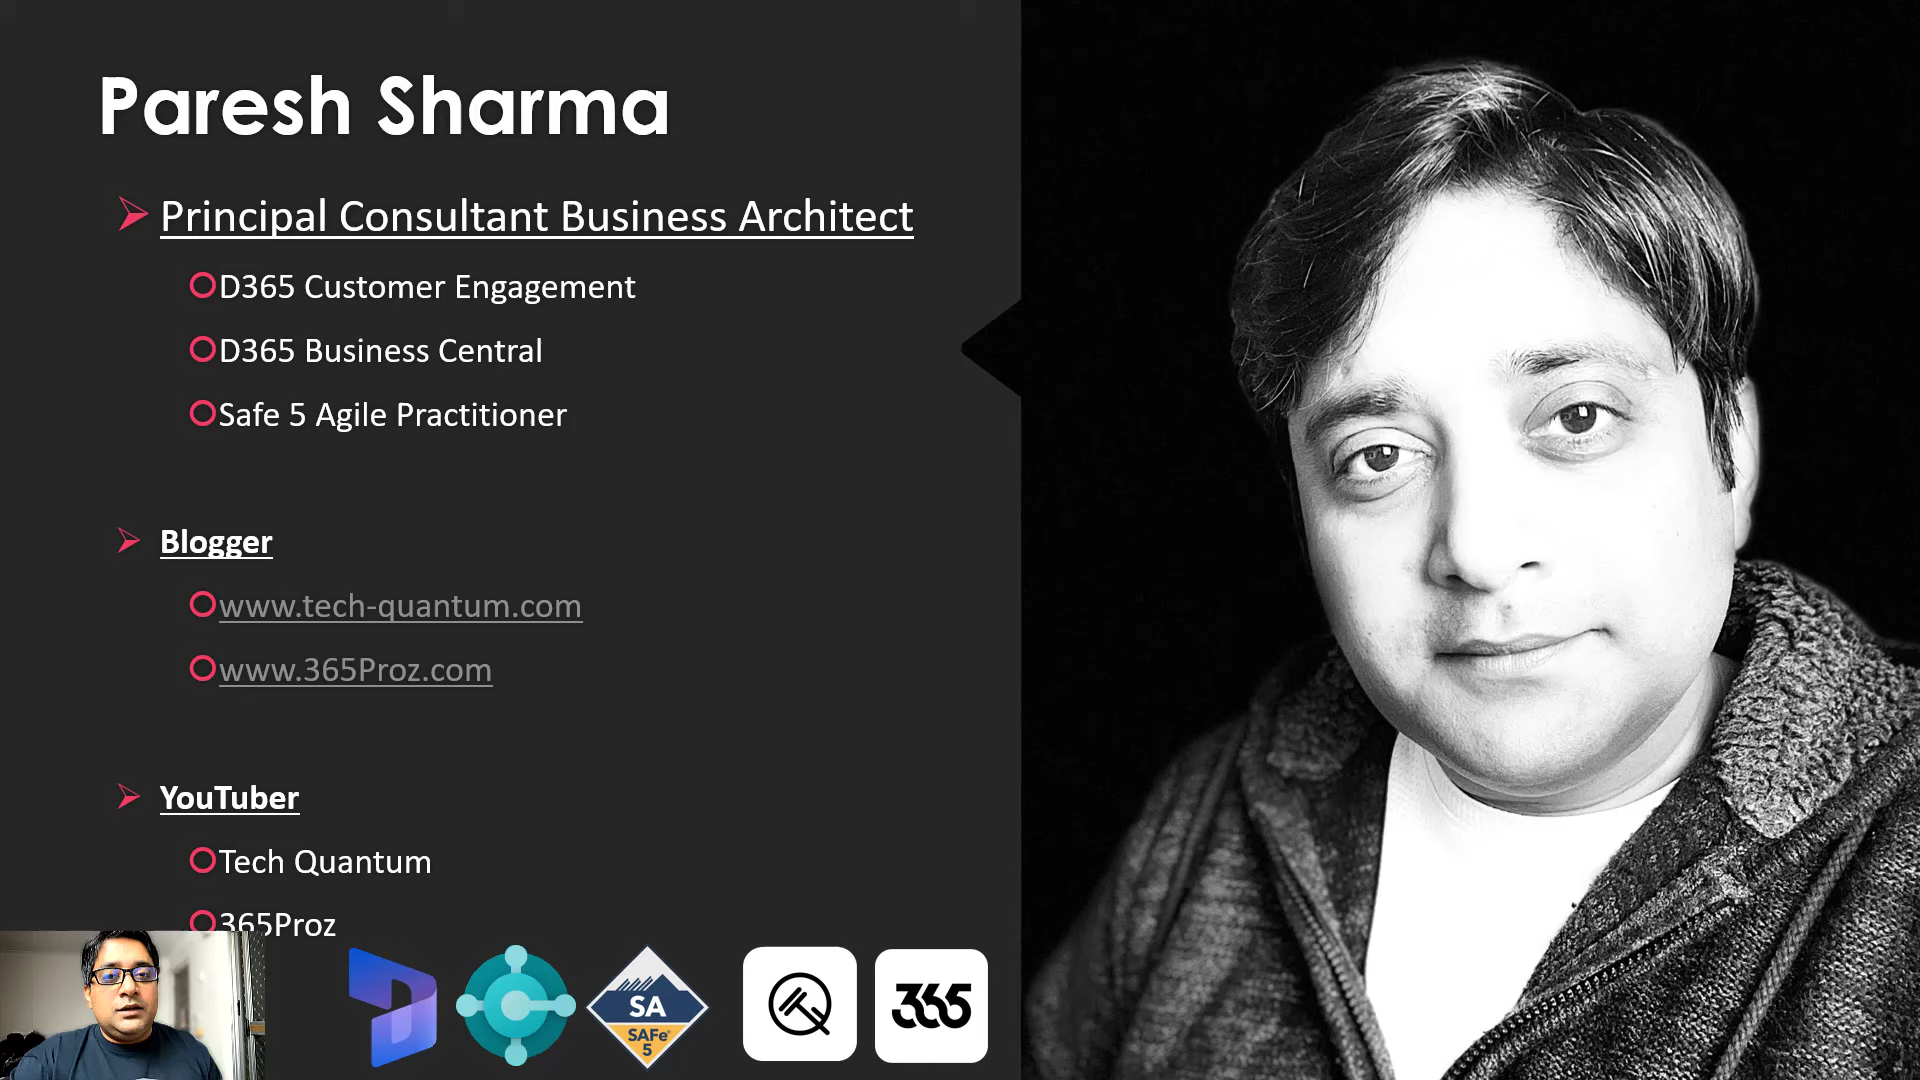 Paresh Sharma
Principal Consultant Business Architect
D365 Customer Engagement
D365 Business Central
Safe 5 Agile Practitioner
Blogger
www.tech-quantum.com
www.365Proz.com
YouTuber
Tech Quantum
365Proz
SA
SAFe®
5
365